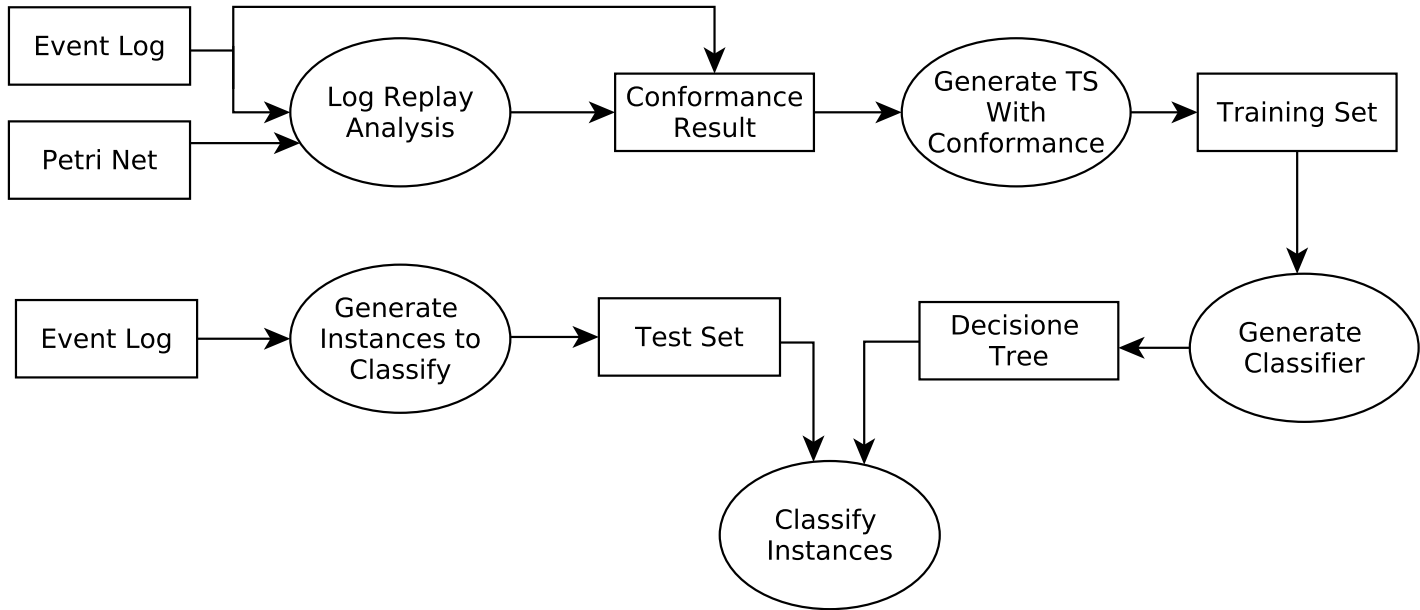 Event Log
Log Replay
Analysis
Petri Net
Conformance
Result
Generate TS
With
Conformance
Training Set
Event Log
Generate
Instances to
Classify
Test Set
Decisione
Tree
Generate
Classifier
Classify
Instances